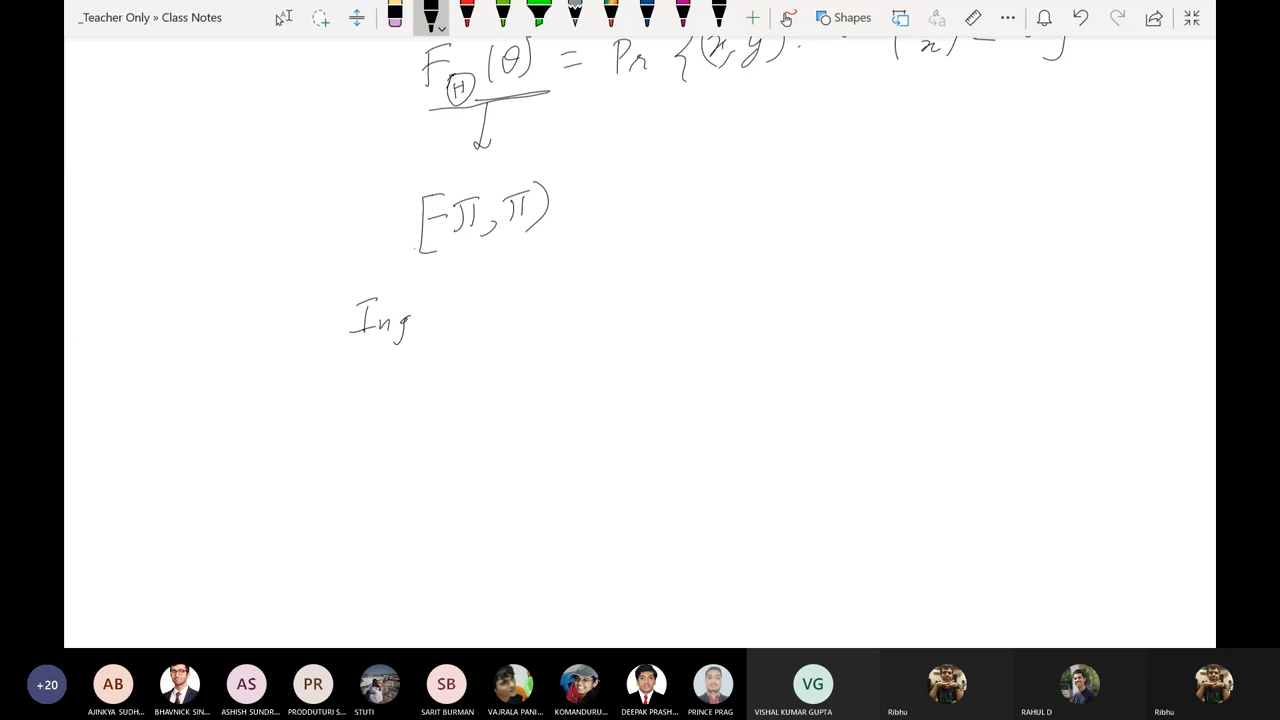 _Teacher Only » Class Notes
Shapes
F_Θ(θ) = Pr {(x, y):
[-π, π)
Ing
+20
AB
AS
PR
SB
VG
AJINKYA SUDH...
BHAVNICK SIN...
ASHISH SUNDR...
PRODDUTURI S...
STUTI
SARIT BURMAN
VAJRALA PANI...
KOMANDURU...
DEEPAK PRASH...
PRINCE PRAG
VISHAL KUMAR GUPTA
Ribhu
RAHUL D
Ribhu